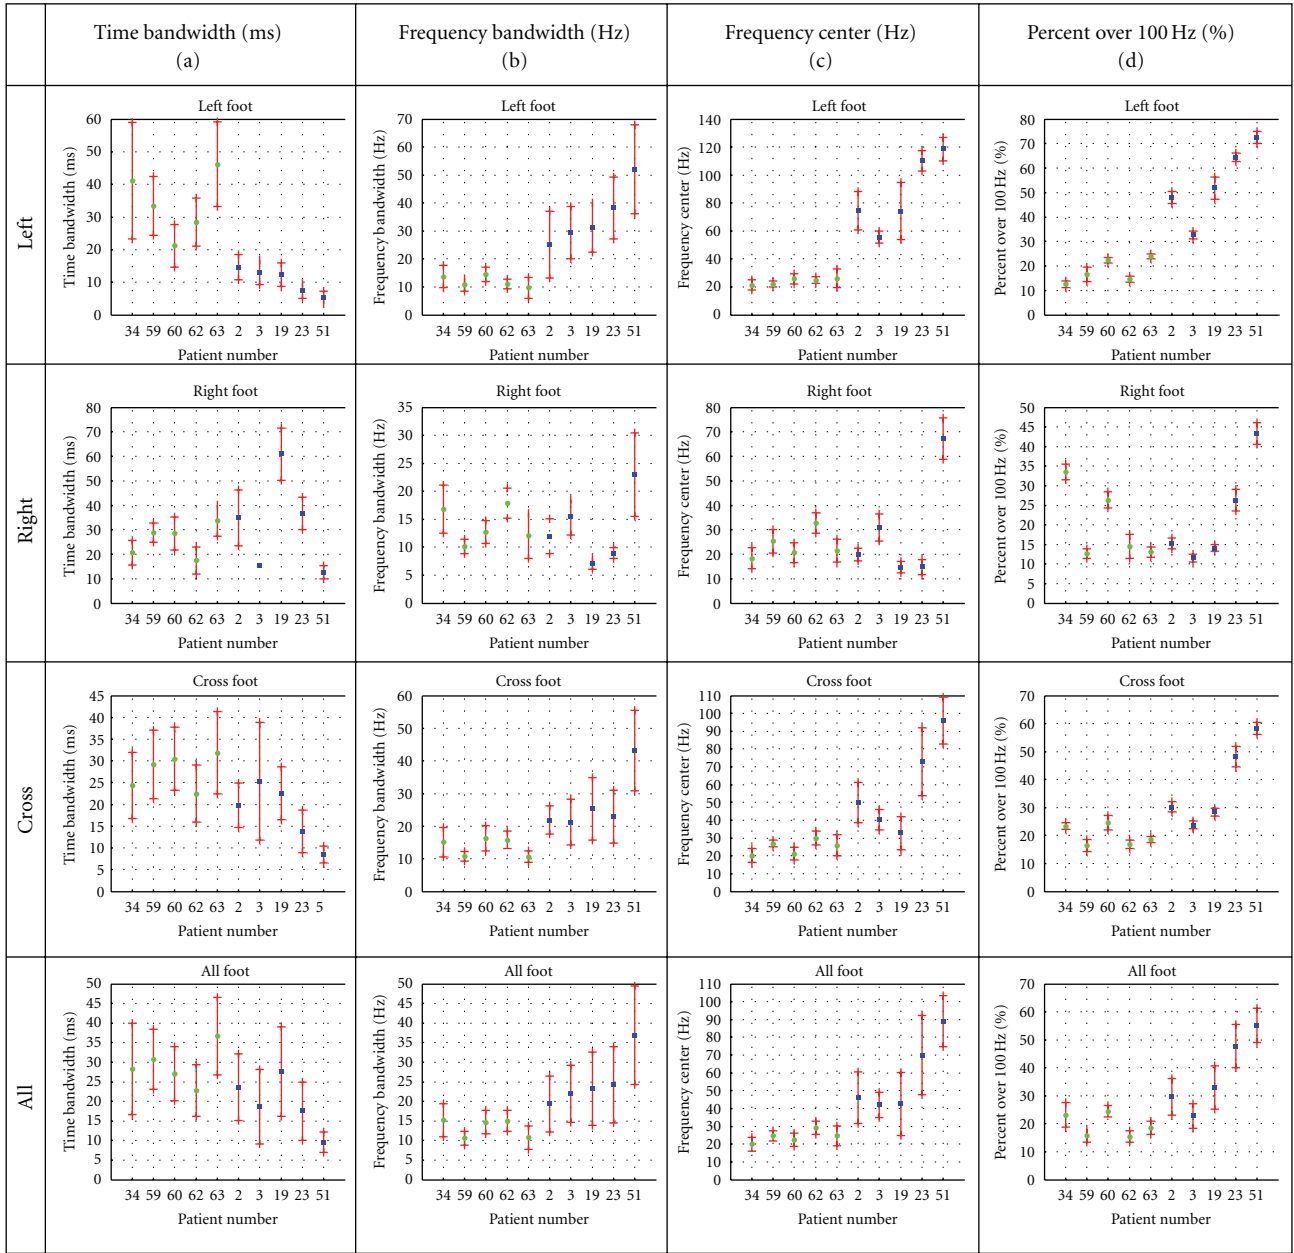 Time bandwidth (ms)
(a)
Frequency bandwidth (Hz)
(b)
Frequency center (Hz)
(c)
Percent over 100 Hz (%)
(d)
Left
Left foot
Time bandwidth (ms)
60
50
40
30
20
10
0
34 59 60 62 63 2 3 19 23 51
Patient number
Left foot
Frequency bandwidth (Hz)
70
60
50
40
30
20
10
0
34 59 60 62 63 2 3 19 23 51
Patient number
Left foot
Frequency center (Hz)
140
120
100
80
60
40
20
0
34 59 60 62 63 2 3 19 23 51
Patient number
Left foot
Percent over 100 Hz (%)
80
70
60
50
40
30
20
10
0
34 59 60 62 63 2 3 19 23 51
Patient number
Right
Right foot
Time bandwidth (ms)
80
70
60
50
40
30
20
10
0
34 59 60 62 63 2 3 19 23 51
Patient number
Right foot
Frequency bandwidth (Hz)
35
30
25
20
15
10
5
0
34 59 60 62 63 2 3 19 23 51
Patient number
Right foot
Frequency center (Hz)
80
70
60
50
40
30
20
10
0
34 59 60 62 63 2 3 19 23 51
Patient number
Right foot
Percent over 100 Hz (%)
50
45
40
35
30
25
20
15
10
5
0
34 59 60 62 63 2 3 19 23 51
Patient number
Cross
Cross foot
Time bandwidth (ms)
45
40
35
30
25
20
15
10
5
0
34 59 60 62 63 2 3 19 23 5
Patient number
Cross foot
Frequency bandwidth (Hz)
60
50
40
30
20
10
0
34 59 60 62 63 2 3 19 23 51
Patient number
Cross foot
Frequency center (Hz)
110
100
90
80
70
60
50
40
30
20
10
0
34 59 60 62 63 2 3 19 23 51
Patient number
Cross foot
Percent over 100 Hz (%)
70
60
50
40
30
20
10
0
34 59 60 62 63 2 3 19 23 51
Patient number
All
All foot
Time bandwidth (ms)
50
45
40
35
30
25
20
15
10
5
0
34 59 60 62 63 2 3 19 23 51
Patient number
All foot
Frequency bandwidth (Hz)
50
45
40
35
30
25
20
15
10
5
0
34 59 60 62 63 2 3 19 23 51
Patient number
All foot
Frequency center (Hz)
110
100
90
80
70
60
50
40
30
20
10
0
34 59 60 62 63 2 3 19 23 51
Patient number
All foot
Percent over 100 Hz (%)
70
60
50
40
30
20
10
0
34 59 60 62 63 2 3 19 23 51
Patient number